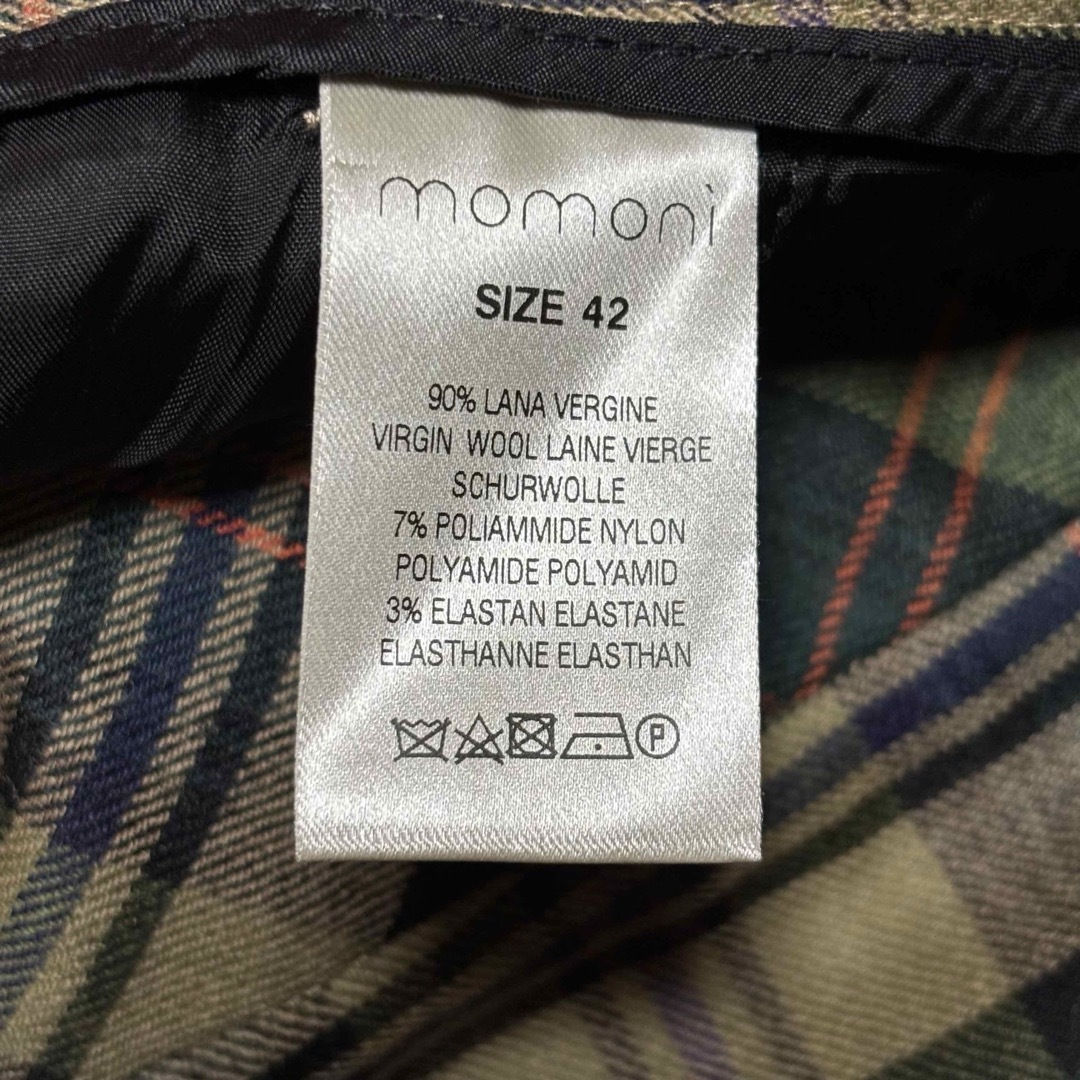 momonì
SIZE 42
90% LANA VERGINE
VIRGIN WOOL LAINE VIERGE
SCHURWOLLE
7% POLIAMMIDE NYLON
POLYAMIDE POLYAMID
3% ELASTAN ELASTANE
ELASTHANNE ELASTHAN
P